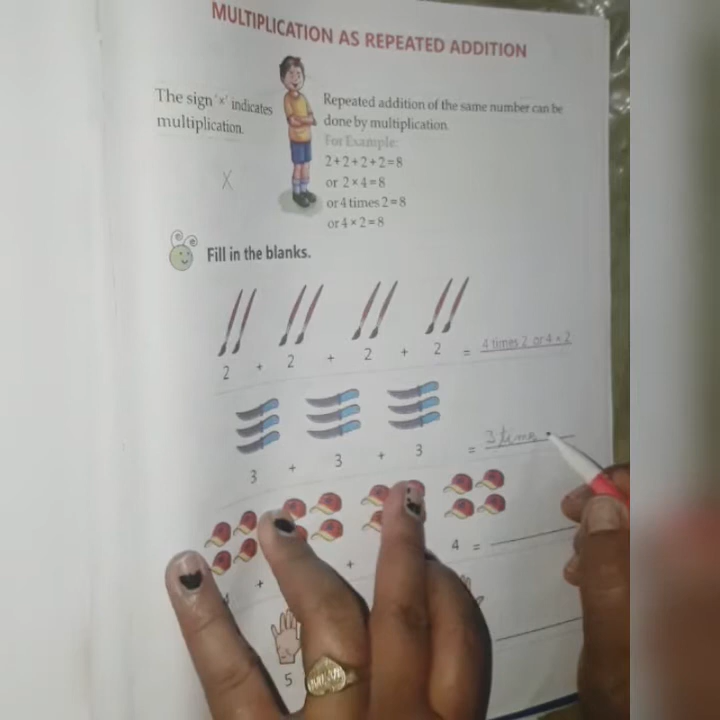 MULTIPLICATION AS REPEATED ADDITION
The sign '×' indicates
multiplication.
X
Repeated addition of the same number can be
done by multiplication.
For Example:
2+2+2+2=8
or 2×4=8
or 4 times 2=8
or 4×2=8
Fill in the blanks.
2 + 2 + 2 + 2 = 4 times 2 or 4 × 2
3 + 3 + 3 = 3 time
+ + 4 =
5